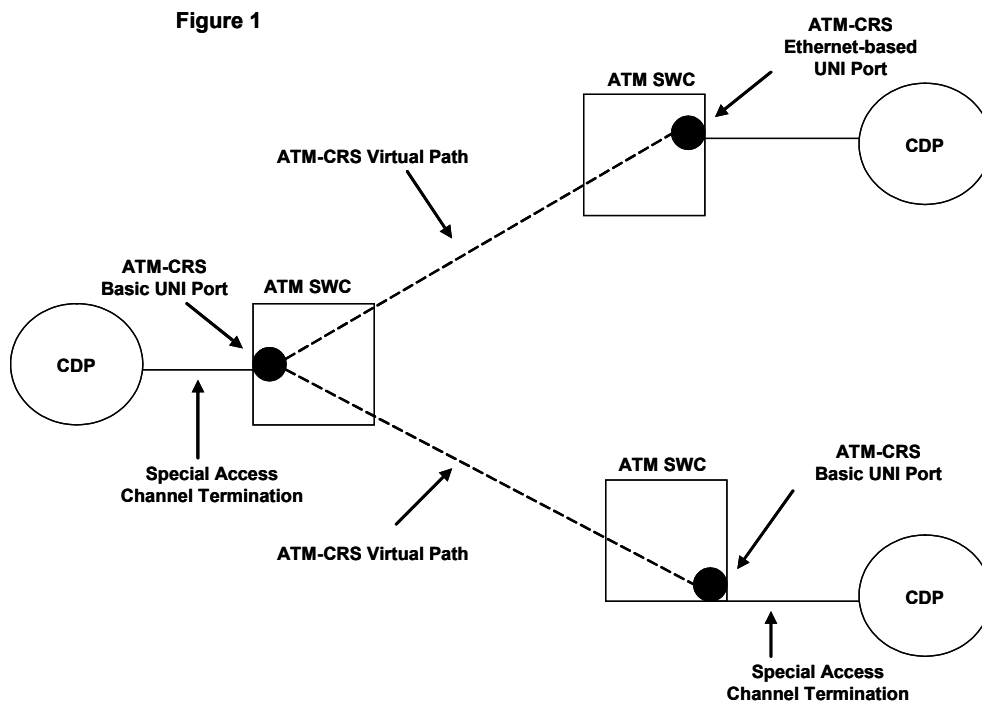 Figure 1
ATM-CRS
Ethernet-based
UNI Port
ATM SWC
CDP
ATM-CRS Virtual Path
ATM-CRS
Basic UNI Port
ATM SWC
CDP
Special Access
Channel Termination
ATM-CRS Virtual Path
ATM SWC
ATM-CRS
Basic UNI Port
CDP
Special Access
Channel Termination